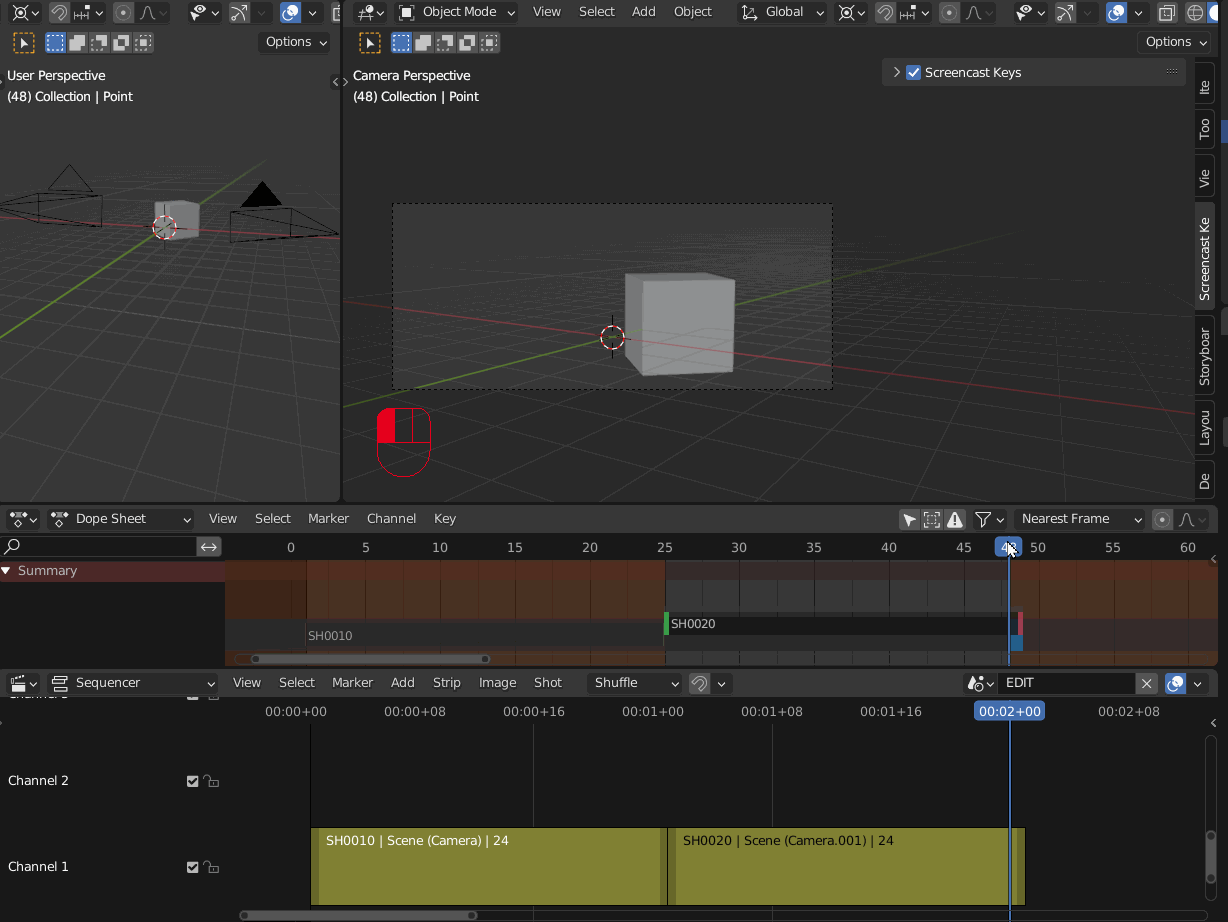 Object Mode
View
Select
Add
Object
Global
Options
Options
User Perspective
(48) Collection | Point
Camera Perspective
(48) Collection | Point
Screencast Keys
Ite
Too
Vie
Screencast Ke
Storyboar
Layou
De
Dope Sheet
View
Select
Marker
Channel
Key
Nearest Frame
0 5 10 15 20 25 30 35 40 45 48 50 55 60
Summary
SH0010
SH0020
Sequencer
View
Select
Marker
Add
Strip
Image
Shot
Shuffle
EDIT
00:00+00 00:00+08 00:00+16 00:01+00 00:01+08 00:01+16 00:02+00 00:02+08
Channel 2
Channel 1
SH0010 | Scene (Camera) | 24
SH0020 | Scene (Camera.001) | 24